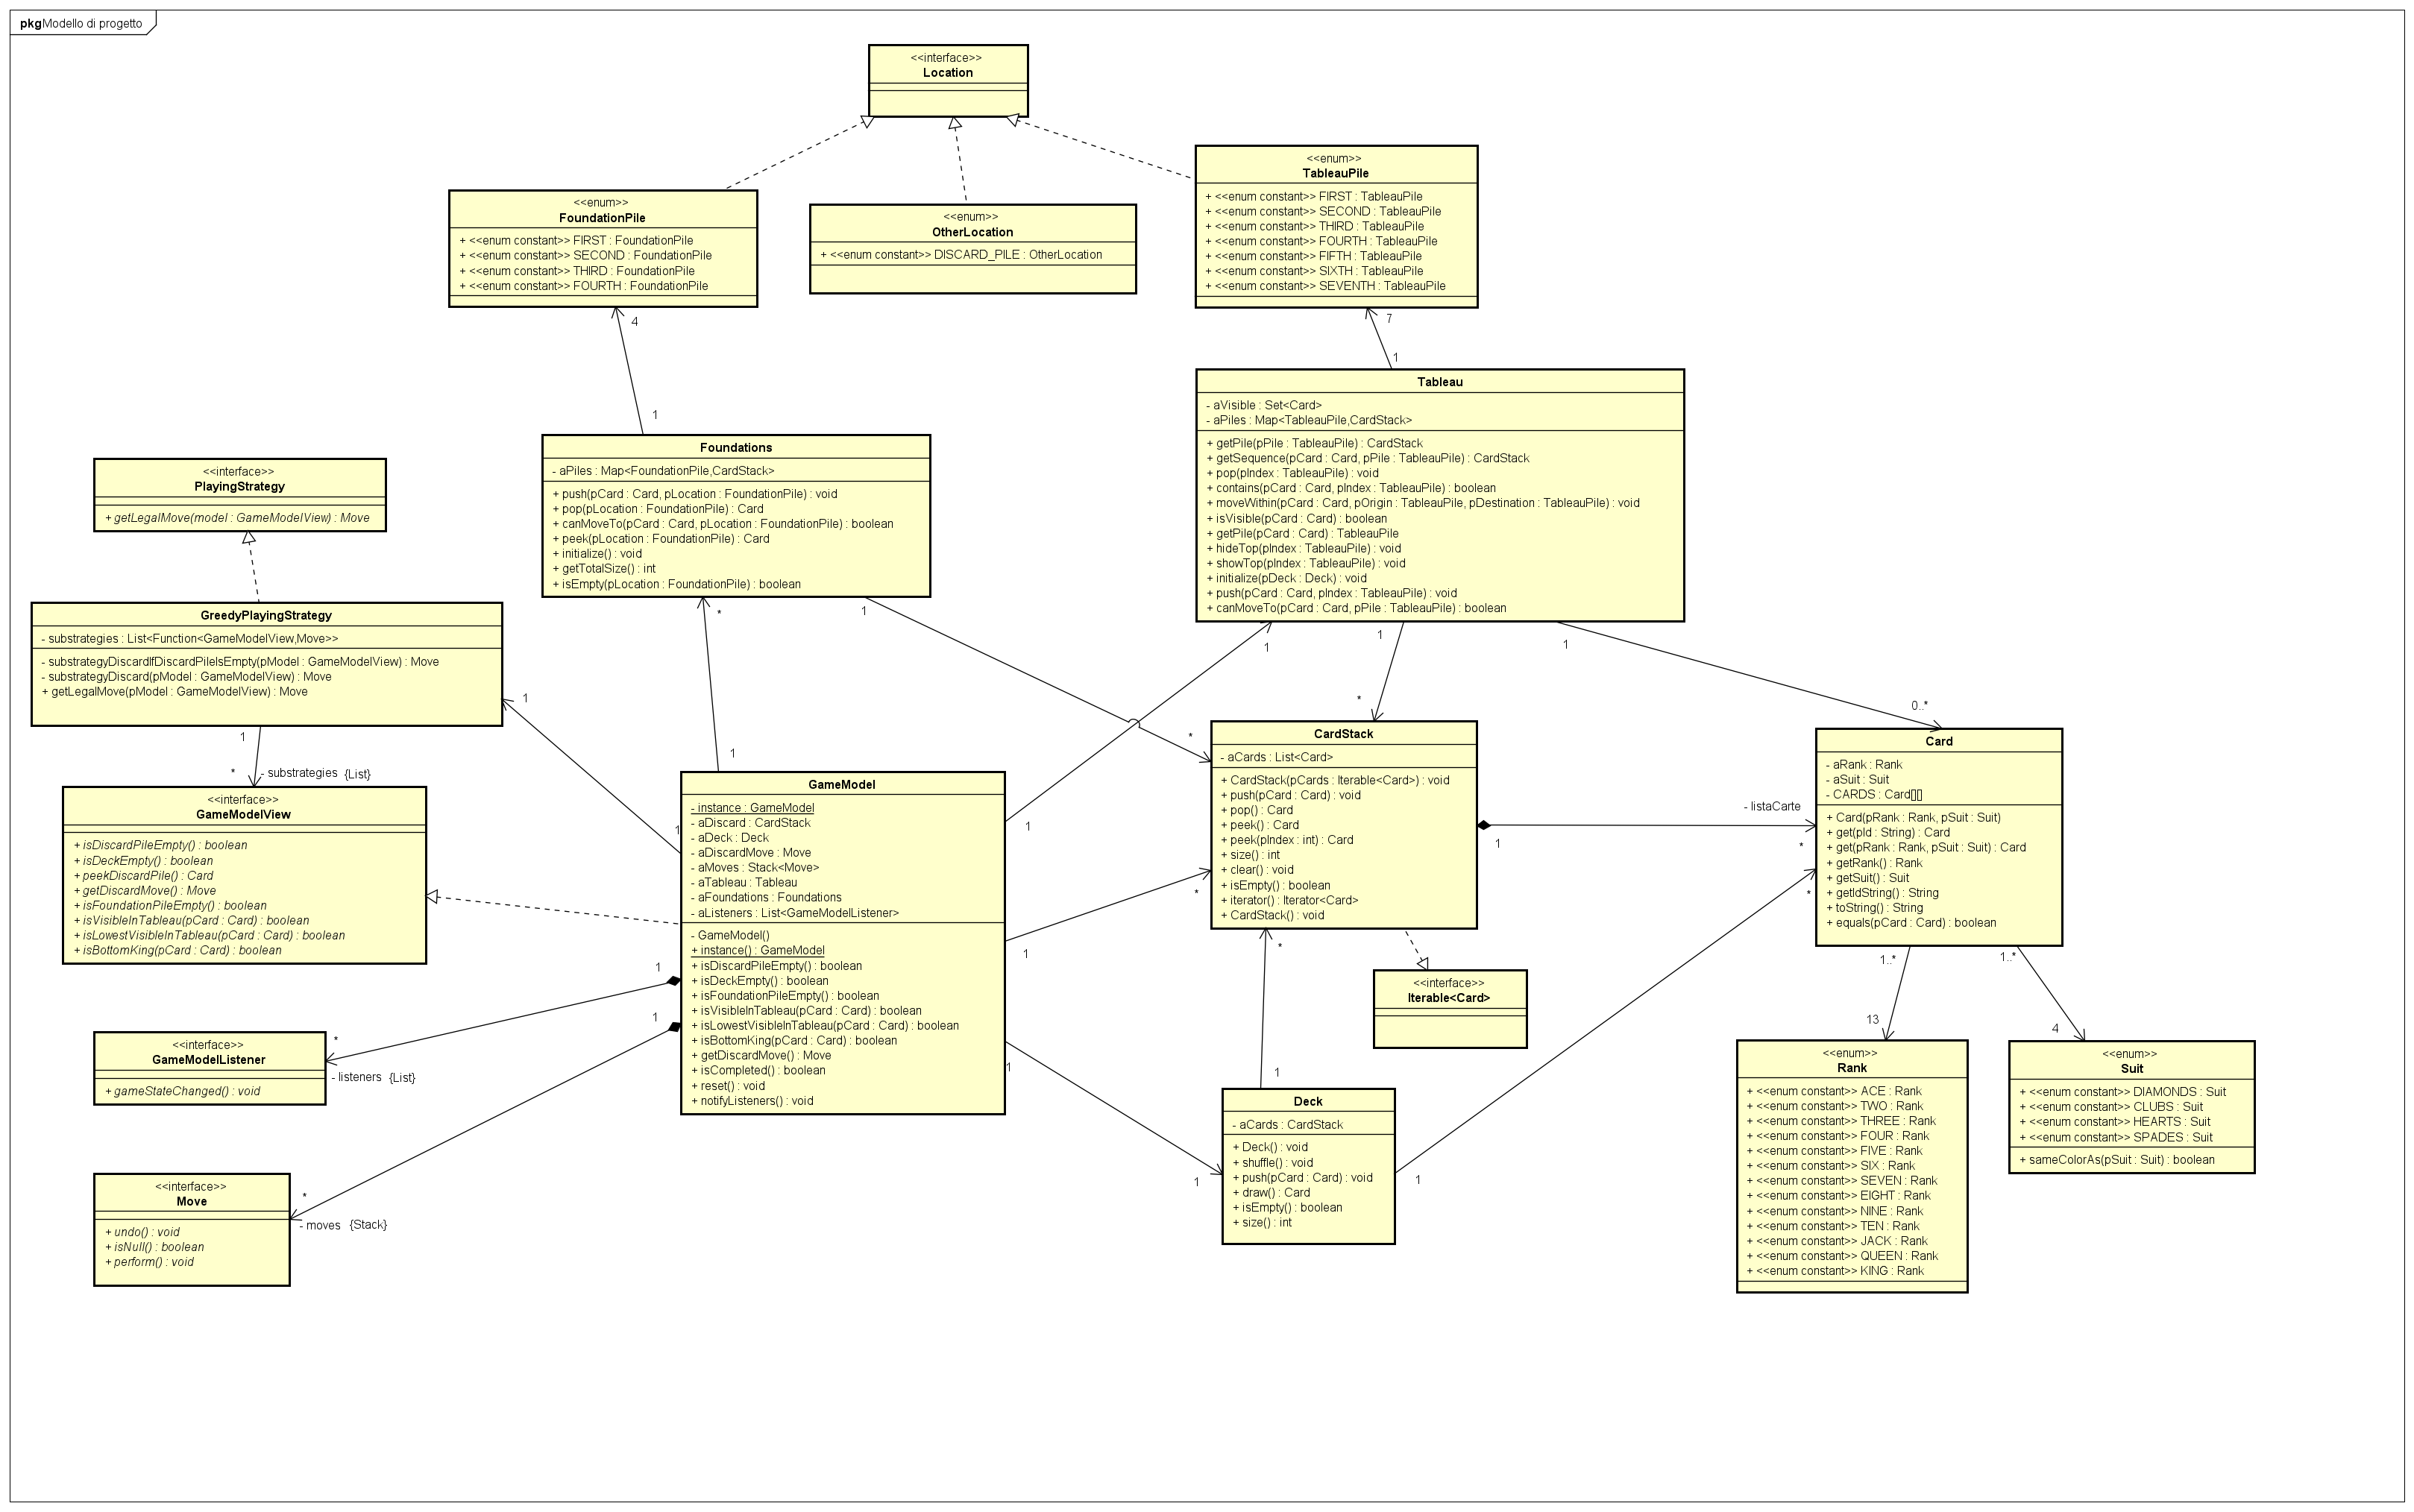 pkg Modello di progetto
<<interface>>
Location
<<enum>>
FoundationPile
+ <<enum constant>> FIRST : FoundationPile
+ <<enum constant>> SECOND : FoundationPile
+ <<enum constant>> THIRD : FoundationPile
+ <<enum constant>> FOURTH : FoundationPile
<<enum>>
OtherLocation
+ <<enum constant>> DISCARD_PILE : OtherLocation
<<enum>>
TableauPile
+ <<enum constant>> FIRST : TableauPile
+ <<enum constant>> SECOND : TableauPile
+ <<enum constant>> THIRD : TableauPile
+ <<enum constant>> FOURTH : TableauPile
+ <<enum constant>> FIFTH : TableauPile
+ <<enum constant>> SIXTH : TableauPile
+ <<enum constant>> SEVENTH : TableauPile
4
1
7
1
Foundations
- aPiles : Map<FoundationPile,CardStack>
+ push(pCard : Card, pLocation : FoundationPile) : void
+ pop(pLocation : FoundationPile) : Card
+ canMoveTo(pCard : Card, pLocation : FoundationPile) : boolean
+ peek(pLocation : FoundationPile) : Card
+ initialize() : void
+ getTotalSize() : int
+ isEmpty(pLocation : FoundationPile) : boolean
Tableau
- aVisible : Set<Card>
- aPiles : Map<TableauPile,CardStack>
+ getPile(pPile : TableauPile) : CardStack
+ getSequence(pCard : Card, pPile : TableauPile) : CardStack
+ pop(pIndex : TableauPile) : void
+ contains(pCard : Card, pIndex : TableauPile) : boolean
+ moveWithin(pCard : Card, pOrigin : TableauPile, pDestination : TableauPile) : void
+ isVisible(pCard : Card) : boolean
+ getPile(pCard : Card) : TableauPile
+ hideTop(pIndex : TableauPile) : void
+ showTop(pIndex : TableauPile) : void
+ initialize(pDeck : Deck) : void
+ push(pCard : Card, pIndex : TableauPile) : void
+ canMoveTo(pCard : Card, pPile : TableauPile) : boolean
<<interface>>
PlayingStrategy
+ getLegalMove(model : GameModelView) : Move
GreedyPlayingStrategy
- substrategies : List<Function<GameModelView,Move>>
- substrategyDiscardIfDiscardPileIsEmpty(pModel : GameModelView) : Move
- substrategyDiscard(pModel : GameModelView) : Move
+ getLegalMove(pModel : GameModelView) : Move
1
1
* - substrategies {List}
*
1
1
*
1
1
*
1
0..*
<<interface>>
GameModelView
+ isDiscardPileEmpty() : boolean
+ isDeckEmpty() : boolean
+ peekDiscardPile() : Card
+ getDiscardMove() : Move
+ isFoundationPileEmpty() : boolean
+ isVisibleInTableau(pCard : Card) : boolean
+ isLowestVisibleInTableau(pCard : Card) : boolean
+ isBottomKing(pCard : Card) : boolean
GameModel
- instance : GameModel
- aDiscard : CardStack
- aDeck : Deck
- aDiscardMove : Move
- aMoves : Stack<Move>
- aTableau : Tableau
- aFoundations : Foundations
- aListeners : List<GameModelListener>
- GameModel()
+ instance() : GameModel
+ isDiscardPileEmpty() : boolean
+ isDeckEmpty() : boolean
+ isFoundationPileEmpty() : boolean
+ isVisibleInTableau(pCard : Card) : boolean
+ isLowestVisibleInTableau(pCard : Card) : boolean
+ isBottomKing(pCard : Card) : boolean
+ getDiscardMove() : Move
+ isCompleted() : boolean
+ reset() : void
+ notifyListeners() : void
1
1
1
1
*
1
1
1
CardStack
- aCards : List<Card>
+ CardStack(pCards : Iterable<Card>) : void
+ push(pCard : Card) : void
+ pop() : Card
+ peek() : Card
+ peek(pIndex : int) : Card
+ size() : int
+ clear() : void
+ isEmpty() : boolean
+ iterator() : Iterator<Card>
+ CardStack() : void
- listaCarte
1
*
*
Card
- aRank : Rank
- aSuit : Suit
- CARDS : Card[][]
+ Card(pRank : Rank, pSuit : Suit)
+ get(pId : String) : Card
+ get(pRank : Rank, pSuit : Suit) : Card
+ getRank() : Rank
+ getSuit() : Suit
+ getIdString() : String
+ toString() : String
+ equals(pCard : Card) : boolean
1..*
1..*
13
4
*
1
<<interface>>
Iterable<Card>
<<interface>>
GameModelListener
+ gameStateChanged() : void
*
- listeners {List}
<<interface>>
Move
+ undo() : void
+ isNull() : boolean
+ perform() : void
*
- moves {Stack}
Deck
- aCards : CardStack
+ Deck() : void
+ shuffle() : void
+ push(pCard : Card) : void
+ draw() : Card
+ isEmpty() : boolean
+ size() : int
1
1
<<enum>>
Rank
+ <<enum constant>> ACE : Rank
+ <<enum constant>> TWO : Rank
+ <<enum constant>> THREE : Rank
+ <<enum constant>> FOUR : Rank
+ <<enum constant>> FIVE : Rank
+ <<enum constant>> SIX : Rank
+ <<enum constant>> SEVEN : Rank
+ <<enum constant>> EIGHT : Rank
+ <<enum constant>> NINE : Rank
+ <<enum constant>> TEN : Rank
+ <<enum constant>> JACK : Rank
+ <<enum constant>> QUEEN : Rank
+ <<enum constant>> KING : Rank
<<enum>>
Suit
+ <<enum constant>> DIAMONDS : Suit
+ <<enum constant>> CLUBS : Suit
+ <<enum constant>> HEARTS : Suit
+ <<enum constant>> SPADES : Suit
+ sameColorAs(pSuit : Suit) : boolean